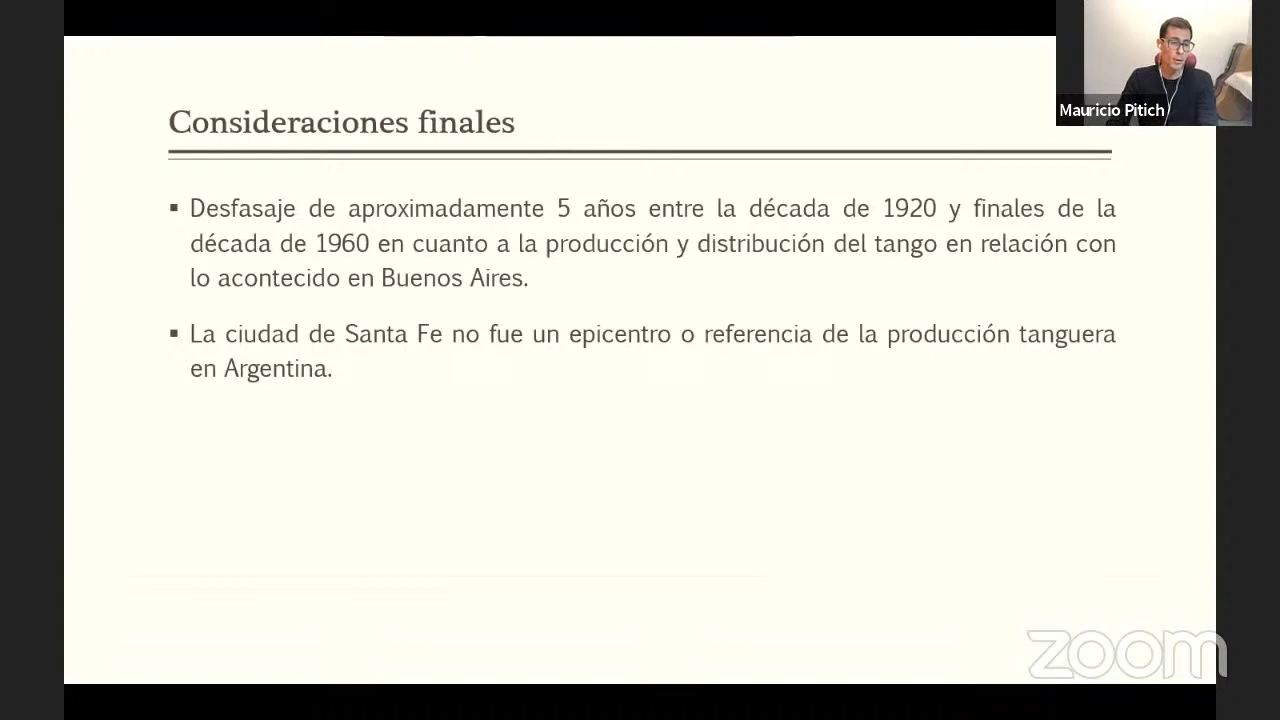 Mauricio Pitich
Consideraciones finales
▪ Desfasaje de aproximadamente 5 años entre la década de 1920 y finales de la
década de 1960 en cuanto a la producción y distribución del tango en relación con
lo acontecido en Buenos Aires.
▪ La ciudad de Santa Fe no fue un epicentro o referencia de la producción tanguera
en Argentina.
zoom